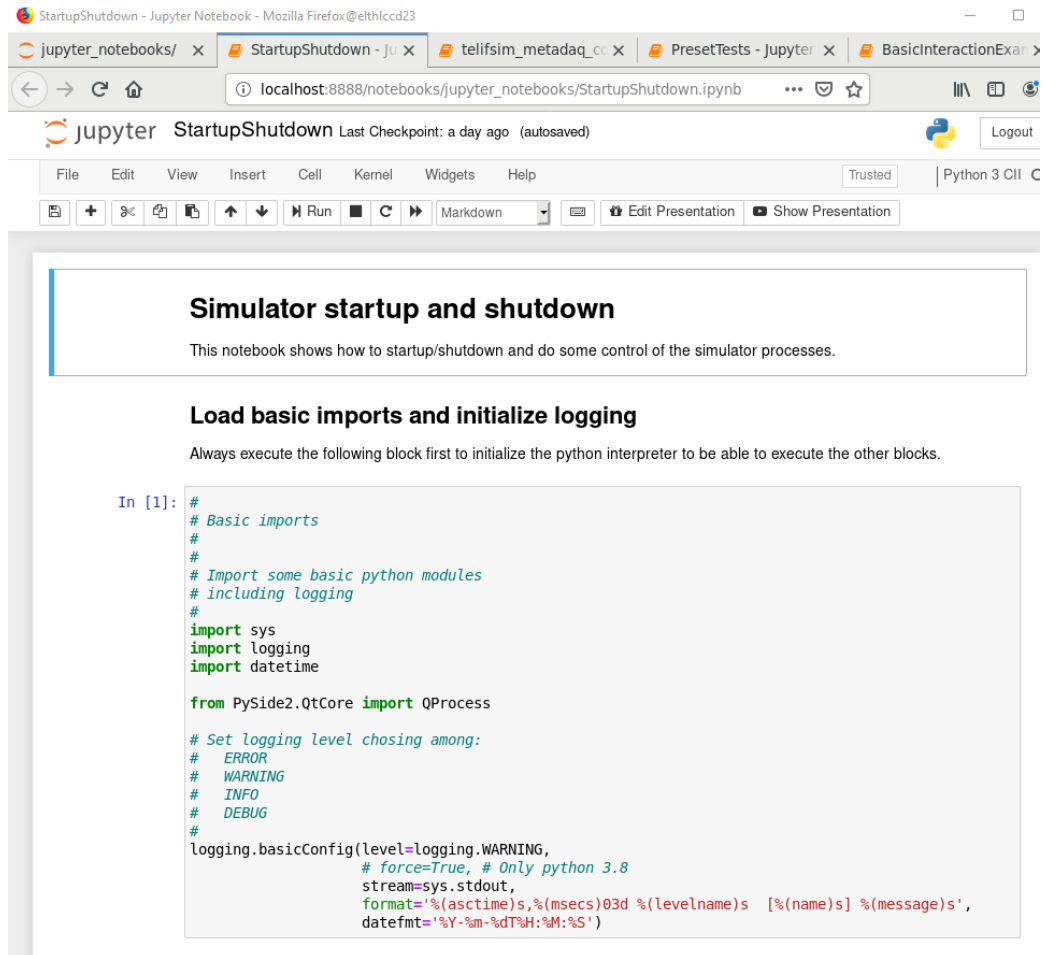 StartupShutdown - Jupyter Notebook - Mozilla Firefox@elthlccd23
jupyter_notebooks/
StartupShutdown - Ju
telifsim_metadaq_co
PresetTests - Jupyter
BasicInteractionExan
localhost:8888/notebooks/jupyter_notebooks/StartupShutdown.ipynb
jupyter StartupShutdown Last Checkpoint: a day ago (autosaved)
Logout
File Edit View Insert Cell Kernel Widgets Help Trusted Python 3 CII
Run Markdown Edit Presentation Show Presentation
Simulator startup and shutdown
This notebook shows how to startup/shutdown and do some control of the simulator processes.
Load basic imports and initialize logging
Always execute the following block first to initialize the python interpreter to be able to execute the other blocks.
In [1]: #
# Basic imports
#
#
# Import some basic python modules
# including logging
#
import sys
import logging
import datetime
from PySide2.QtCore import QProcess
# Set logging level chosing among:
#   ERROR
#   WARNING
#   INFO
#   DEBUG
#
logging.basicConfig(level=logging.WARNING,
# force=True, # Only python 3.8
stream=sys.stdout,
format='%(asctime)s,%(msecs)03d %(levelname)s  [%(name)s] %(message)s',
datefmt='%Y-%m-%dT%H:%M:%S')